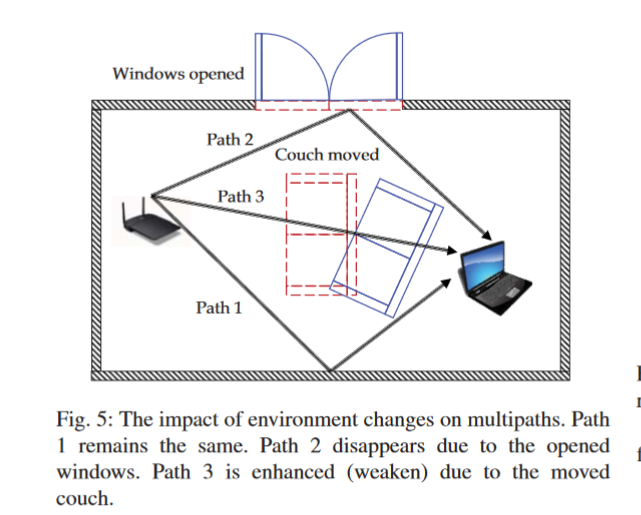 Windows opened
Path 2
Couch moved
Path 3
Path 1
Fig. 5: The impact of environment changes on multipaths. Path
1 remains the same. Path 2 disappears due to the opened
windows. Path 3 is enhanced (weaken) due to the moved
couch.